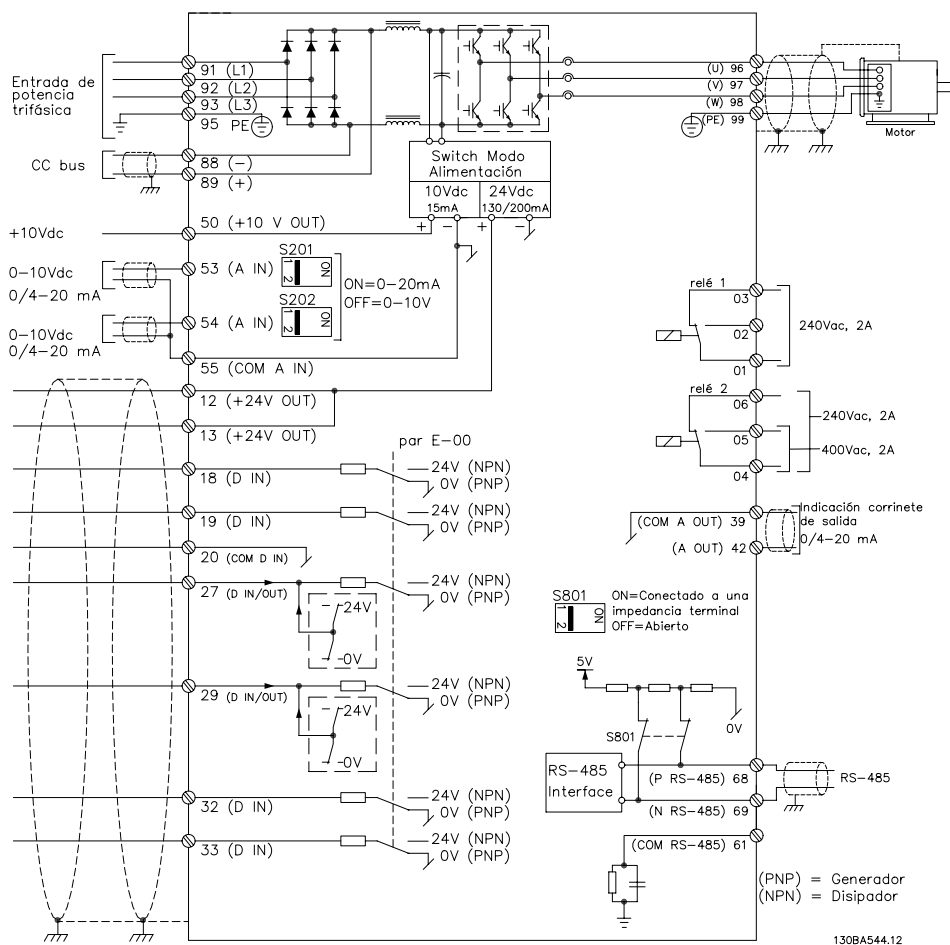 Entrada de
potencia
trifásica
91 (L1)
92 (L2)
93 (L3)
95 PE
CC bus
88 (−)
89 (+)
Switch Modo
Alimentación
10Vdc
15mA
24Vdc
130/200mA
+ − + −
(U) 96
(V) 97
(W) 98
(PE) 99
Motor
+10Vdc
50 (+10 V OUT)
0−10Vdc
0/4−20 mA
53 (A IN)
S201
1 2
ON
ON=0−20mA
OFF=0−10V
0−10Vdc
0/4−20 mA
54 (A IN)
S202
1 2
ON
55 (COM A IN)
12 (+24V OUT)
13 (+24V OUT)
par E−00
18 (D IN)
24V (NPN)
0V (PNP)
19 (D IN)
24V (NPN)
0V (PNP)
20 (COM D IN)
27 (D IN/OUT)
24V (NPN)
0V (PNP)
24V
0V
29 (D IN/OUT)
24V (NPN)
0V (PNP)
24V
0V
32 (D IN)
24V (NPN)
0V (PNP)
33 (D IN)
24V (NPN)
0V (PNP)
relé 1
03
02
01
240Vac, 2A
relé 2
06
05
04
240Vac, 2A
400Vac, 2A
(COM A OUT) 39
(A OUT) 42
Indicación corrinete
de salida
0/4−20 mA
S801
1 2
ON
ON=Conectado a una
impedancia terminal
OFF=Abierto
5V
0V
S801
RS−485
Interface
(P RS−485) 68
(N RS−485) 69
RS−485
(COM RS−485) 61
(PNP) = Generador
(NPN) = Disipador
130BA544.12